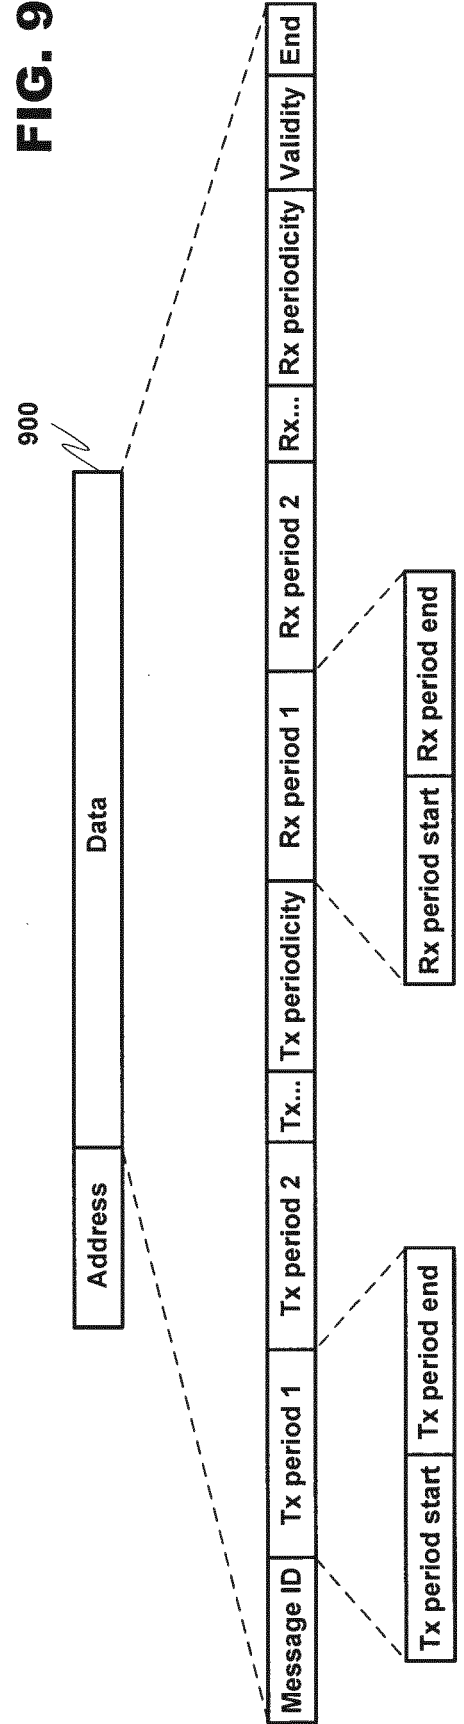 FIG. 9
900
Address
Data
Message ID
Tx period 1
Tx period 2
Tx...
Tx periodicity
Rx period 1
Rx period 2
Rx...
Rx periodicity
Validity
End
Tx period start
Tx period end
Rx period start
Rx period end